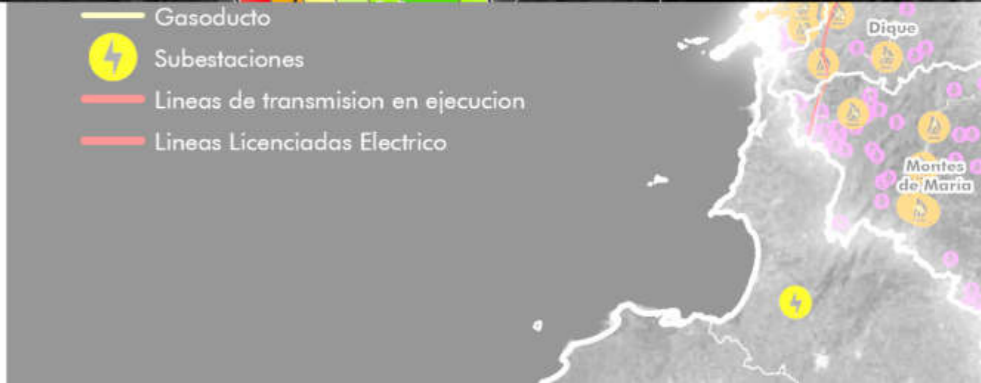 Gasoducto
Subestaciones
Lineas de transmision en ejecucion
Lineas Licenciadas Electrico
Dique
Montes
de Maria